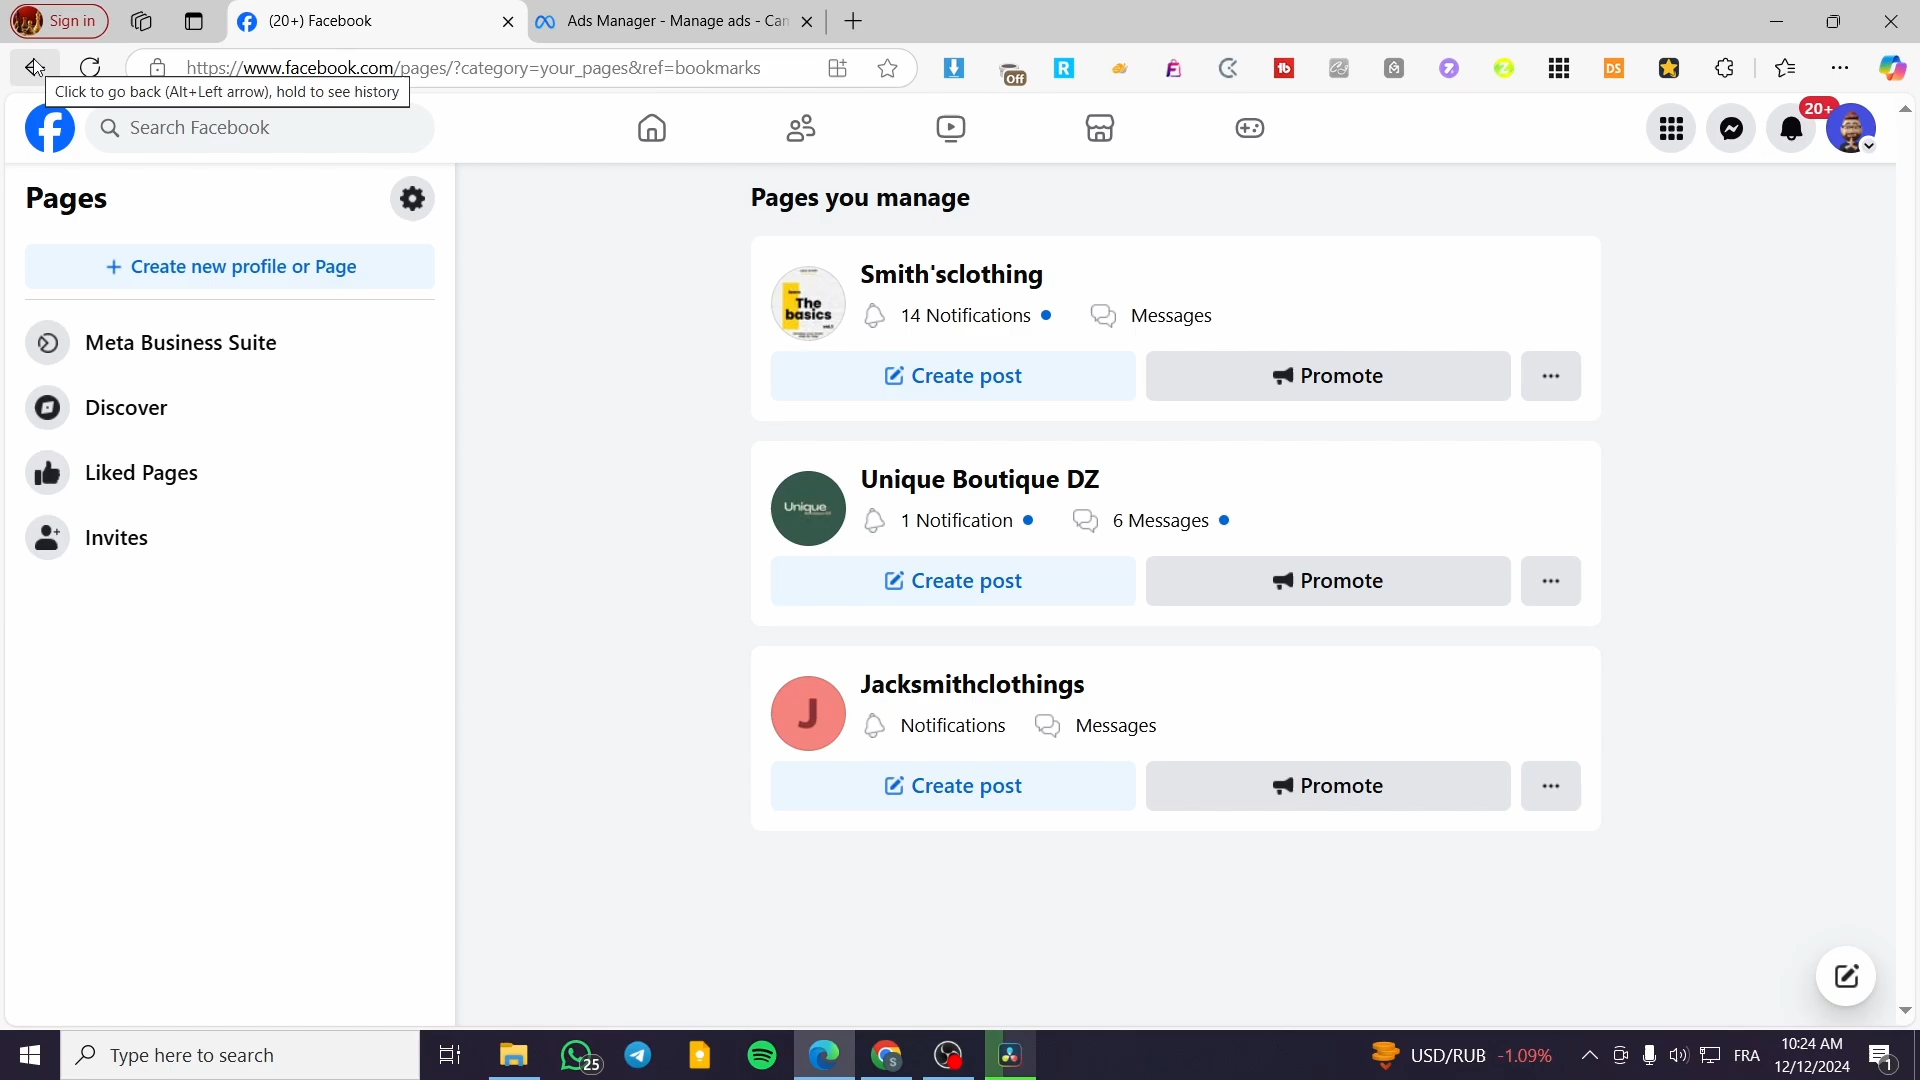 Sign in
(20+) Facebook
Ads Manager - Manage ads - Can
https://www.facebook.com/pages/?category=your_pages&ref=bookmarks
Off
R
tb
DS
Click to go back (Alt+Left arrow), hold to see history
Search Facebook
20+
Pages
Create new profile or Page
Meta Business Suite
Discover
Liked Pages
Invites
Pages you manage
The
basics
Smith'sclothing
14 Notifications
Messages
Create post
Promote
Unique
Unique Boutique DZ
1 Notification
6 Messages
Create post
Promote
J
Jacksmithclothings
Notifications
Messages
Create post
Promote
Type here to search
25
S
USD/RUB -1.09%
FRA
10:24 AM
12/12/2024
1